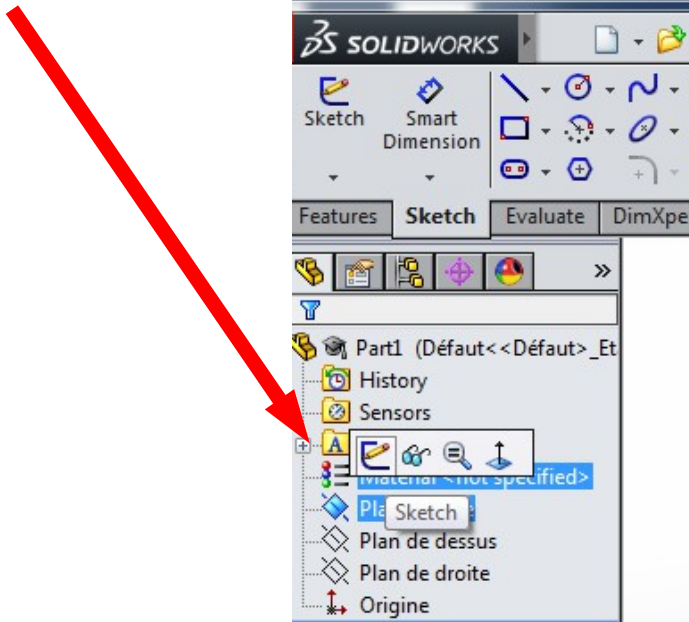 SOLIDWORKS
Sketch
Smart
Dimension
Features Sketch Evaluate DimXpe
»
Part1 (Défaut<<Défaut>_Et
History
Sensors
A
Material <not specified>
Pla
Sketch
Plan de dessus
Plan de droite
Origine